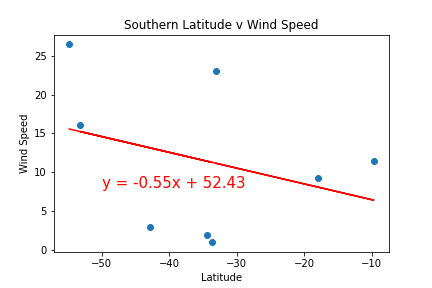 Southern Latitude v Wind Speed
25
20
15
10
5
0
Wind Speed
y = -0.55x + 52.43
−50 −40 −30 −20 −10
Latitude